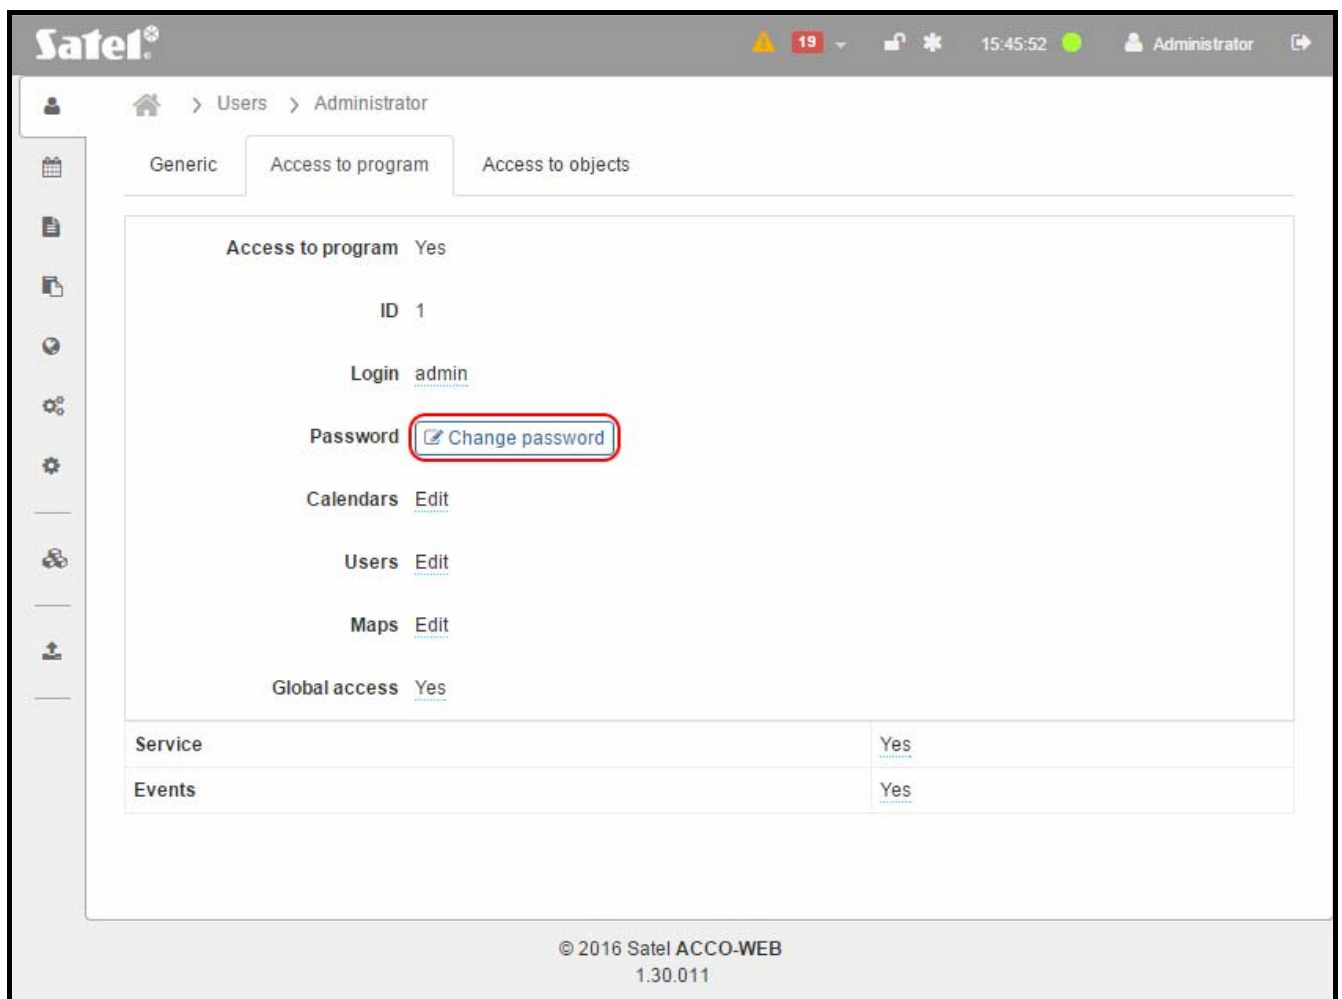 Satel®
19 15:45:52 Administrator
> Users > Administrator
Generic Access to program Access to objects
Access to program Yes
ID 1
Login admin
Password Change password
Calendars Edit
Users Edit
Maps Edit
Global access Yes
Service Yes
Events Yes
© 2016 Satel ACCO-WEB
1.30.011